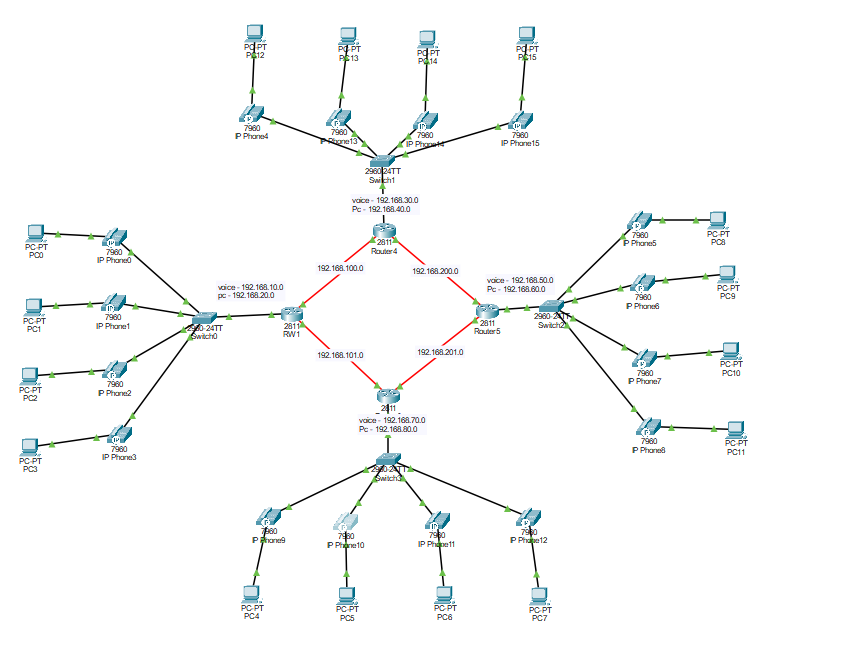 PC-PT
PC12
PC-PT
PC13
PC-PT
PC14
PC-PT
PC15
7960
IP Phone4
7960
IP Phone13
7960
IP Phone14
7960
IP Phone15
2960-24TT
Switch1
voice - 192.168.30.0
Pc - 192.168.40.0
2811
Router4
192.168.100.0
192.168.200.0
PC-PT
PC0
7960
IP Phone0
PC-PT
PC1
7960
IP Phone1
PC-PT
PC2
7960
IP Phone2
PC-PT
PC3
7960
IP Phone3
voice - 192.168.10.0
pc - 192.168.20.0
2960-24TT
Switch0
2811
RW1
192.168.101.0
192.168.201.0
voice - 192.168.50.0
Pc - 192.168.60.0
2811
Router5
2960-24TT
Switch2
7960
IP Phone5
PC-PT
PC8
7960
IP Phone6
PC-PT
PC9
7960
IP Phone7
PC-PT
PC10
7960
IP Phone8
PC-PT
PC11
2811
voice - 192.168.70.0
Pc - 192.168.80.0
2960-24TT
Switch3
7960
IP Phone9
7960
IP Phone10
7960
IP Phone11
7960
IP Phone12
PC-PT
PC4
PC-PT
PC5
PC-PT
PC6
PC-PT
PC7